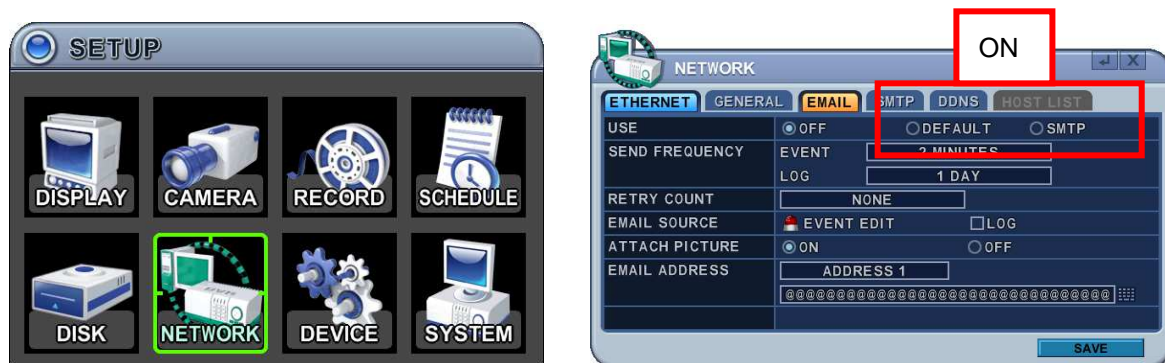 SETUP
DISPLAY CAMERA RECORD SCHEDULE
DISK NETWORK DEVICE SYSTEM
ON
NETWORK X
ETHERNET GENERAL EMAIL SMTP DDNS HOST LIST
USE OFF DEFAULT SMTP
SEND FREQUENCY EVENT 2 MINUTES
LOG 1 DAY
RETRY COUNT NONE
EMAIL SOURCE EVENT EDIT LOG
ATTACH PICTURE ON OFF
EMAIL ADDRESS ADDRESS 1
@@@@@@@@@@@@@@@@@@@@@@@@@@@@@@@@
SAVE